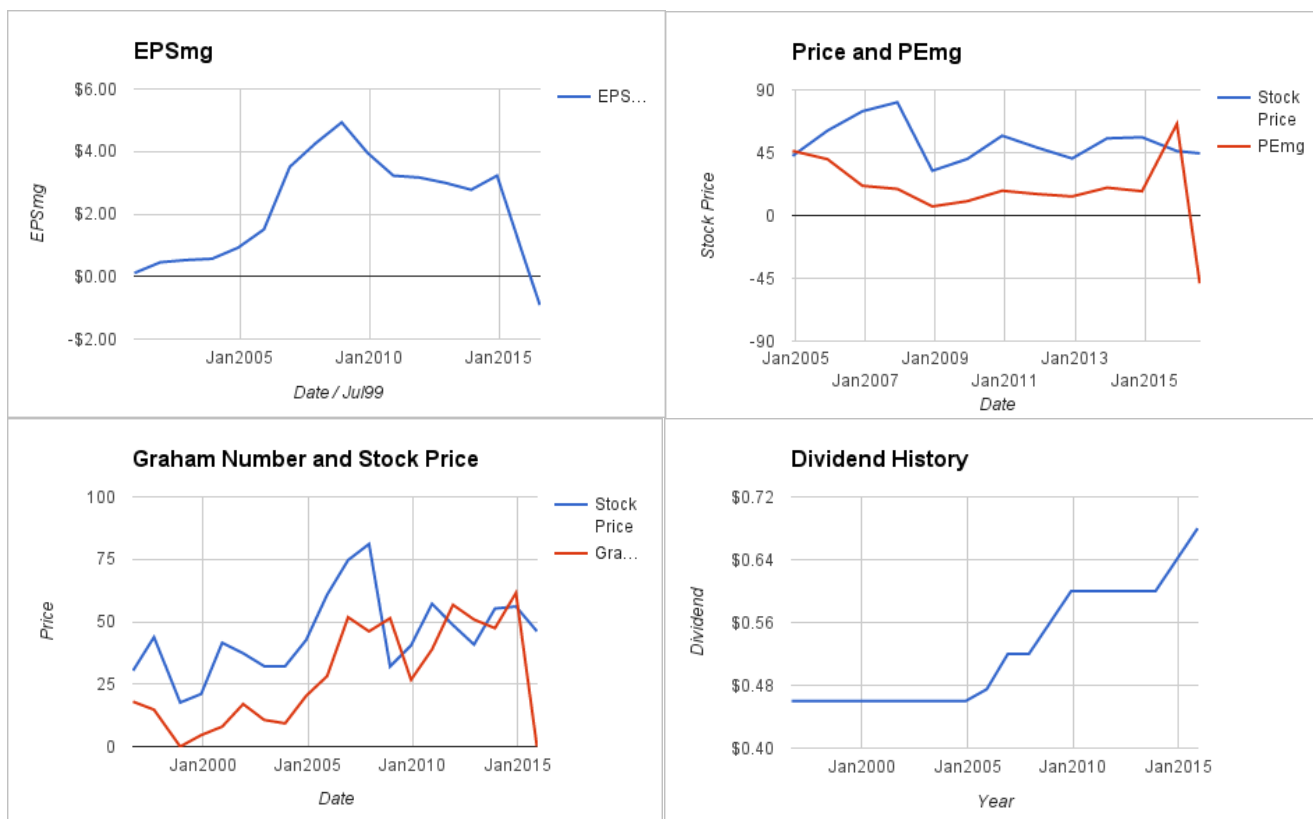 EPSmg
$6.00
$4.00
$2.00
$0.00
-$2.00
EPSmg
EPS...
Jan2005
Jan2010
Jan2015
Date / Jul99
Price and PEmg
90
45
0
-45
-90
Stock Price
Stock
Price
PEmg
Jan2005
Jan2009
Jan2013
Jan2007
Jan2011
Jan2015
Date
Graham Number and Stock Price
100
75
50
25
0
Price
Stock
Price
Gra...
Jan2000
Jan2005
Jan2010
Jan2015
Date
Dividend History
$0.72
$0.64
$0.56
$0.48
$0.40
Dividend
Jan2000
Jan2005
Jan2010
Jan2015
Year